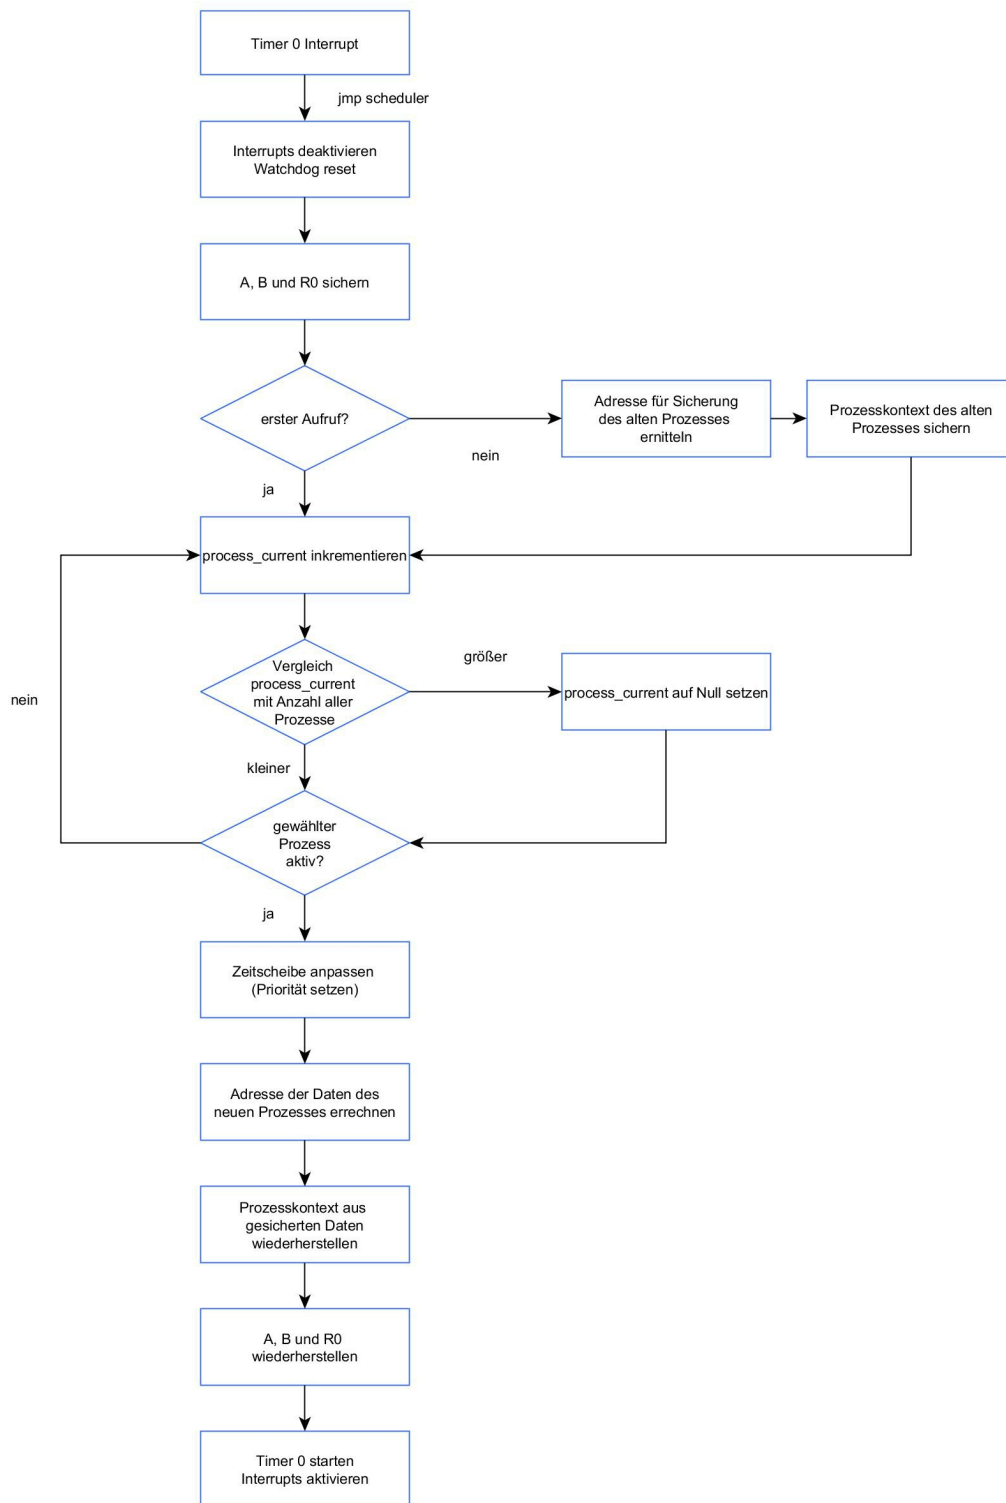 Timer 0 Interrupt
jmp scheduler
Interrupts deaktivieren
Watchdog reset
A, B und R0 sichern
erster Aufruf?
nein
Adresse für Sicherung
des alten Prozesses
ernitteln
Prozesskontext des alten
Prozesses sichern
ja
process_current inkrementieren
Vergleich
process_current
mit Anzahl aller
Prozesse
größer
process_current auf Null setzen
nein
kleiner
gewählter
Prozess
aktiv?
ja
Zeitscheibe anpassen
(Priorität setzen)
Adresse der Daten des
neuen Prozesses errechnen
Prozesskontext aus
gesicherten Daten
wiederherstellen
A, B und R0
wiederherstellen
Timer 0 starten
Interrupts aktivieren